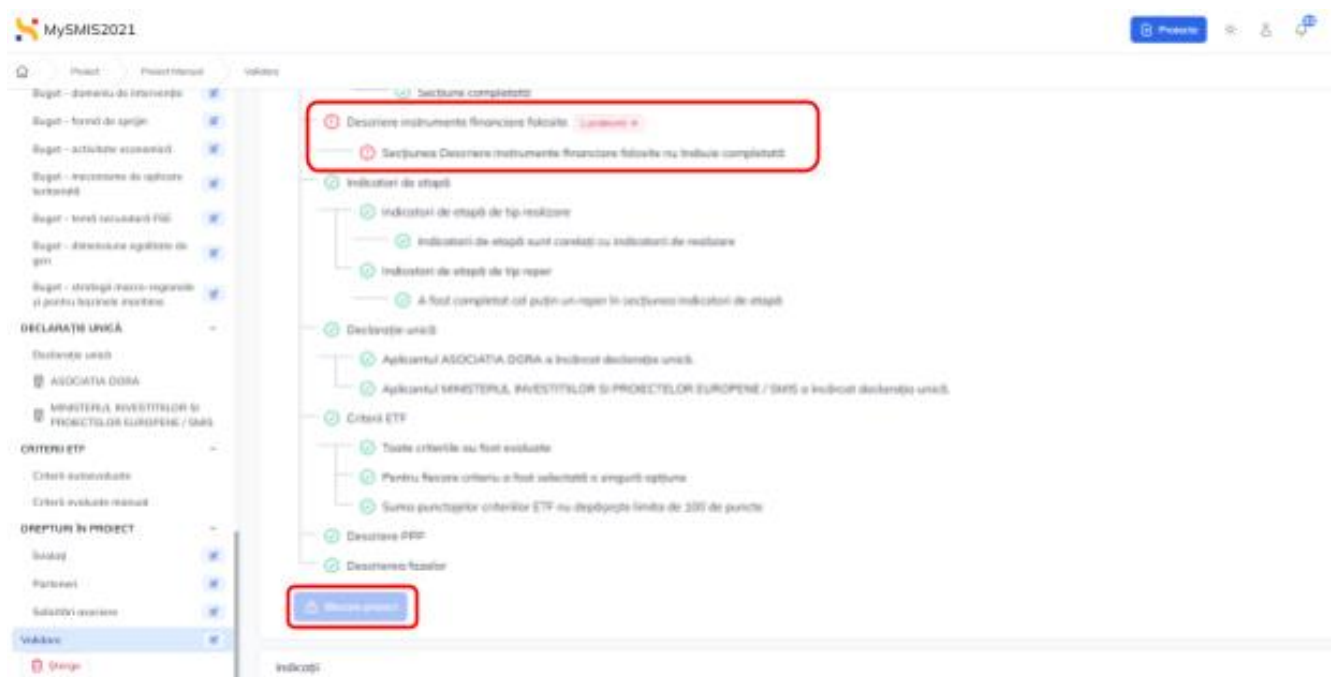 MySMIS2021
Proiecte
Proiect
Proiect Manual
Validare
Buget - domeniu de intervenție
Buget - formă de sprijin
Buget - activitate economică
Buget - mecanisme de aplicare teritorială
Buget - temă secundară FSE
Buget - dimensiune egalitate de gen
Buget - strategii macro-regionale și pentru bazinele maritime
DECLARAȚIE UNICĂ
Declarație unică
ASOCIATIA DORA
MINISTERUL INVESTITIILOR SI PROIECTELOR EUROPENE / SMIS
CRITERII ETF
Criterii autoevaluate
Criterii evaluate manual
DREPTURI ÎN PROIECT
Invitați
Parteneri
Solicitări asociere
Validare
Șterge
Secțiune completată
Descriere instrumente financiare folosite
Secțiunea Descriere instrumente financiare folosite nu trebuie completată
Indicatori de etapă
Indicatori de etapă de tip realizare
Indicatori de etapă sunt corelați cu indicatorii de realizare
Indicatori de etapă de tip reper
A fost completat cel puțin un reper în secțiunea indicatori de etapă
Declarație unică
Aplicantul ASOCIATIA DORA a încărcat declarația unică.
Aplicantul MINISTERUL INVESTITIILOR SI PROIECTELOR EUROPENE / SMIS a încărcat declarația unică.
Criterii ETF
Toate criteriile au fost evaluate
Pentru fiecare criteriu a fost selectată o singură opțiune
Suma punctajelor criteriilor ETF nu depășește limita de 100 de puncte
Descriere PPP
Descrierea fazelor
Blocare proiect
Indicații